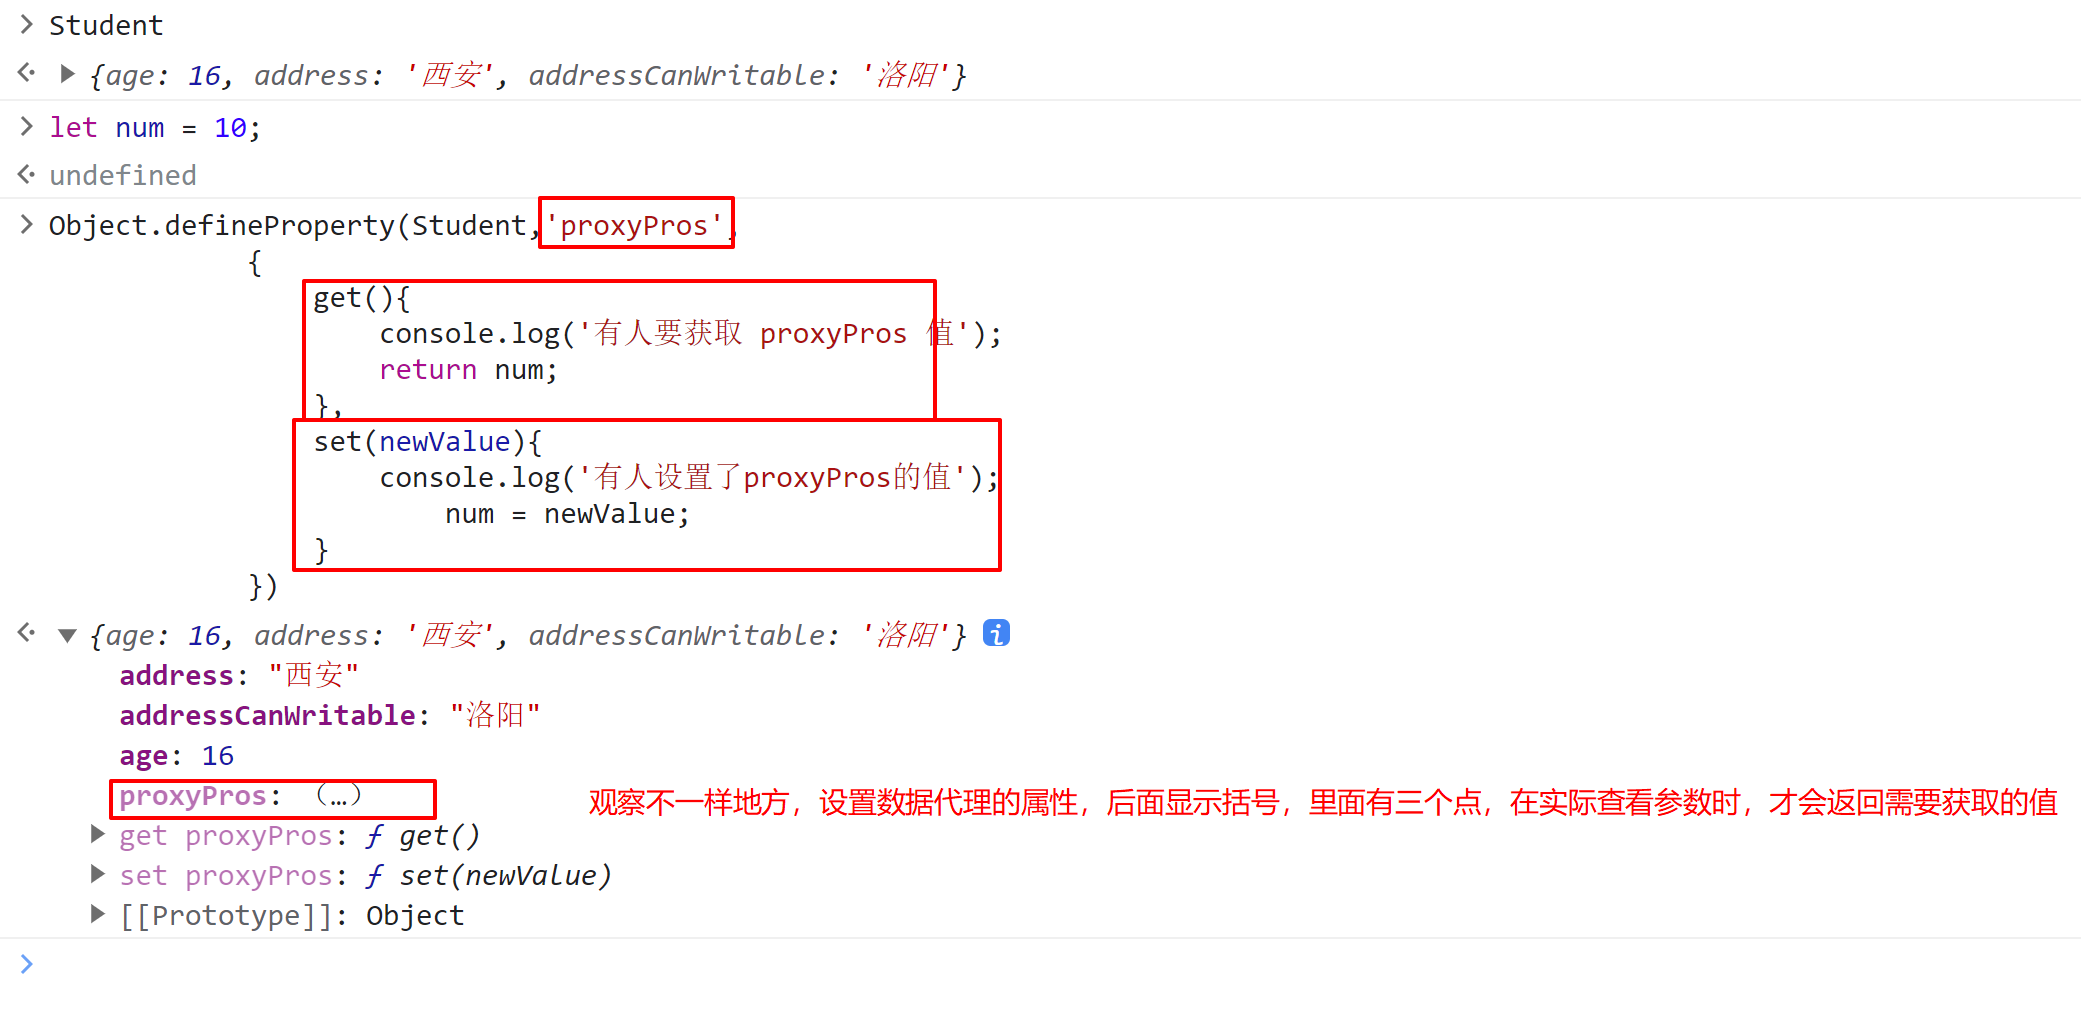 Student
{age: 16, address: '西安', addressCanWritable: '洛阳'}
let num = 10;
undefined
Object.defineProperty(Student,'proxyPros',
{
get(){
console.log('有人要获取 proxyPros 值');
return num;
},
set(newValue){
console.log('有人设置了proxyPros的值');
num = newValue;
}
})
{age: 16, address: '西安', addressCanWritable: '洛阳'} i
address: "西安"
addressCanWritable: "洛阳"
age: 16
proxyPros: (…)
观察不一样地方，设置数据代理的属性，后面显示括号，里面有三个点，在实际查看参数时，才会返回需要获取的值
get proxyPros: ƒ get()
set proxyPros: ƒ set(newValue)
[[Prototype]]: Object